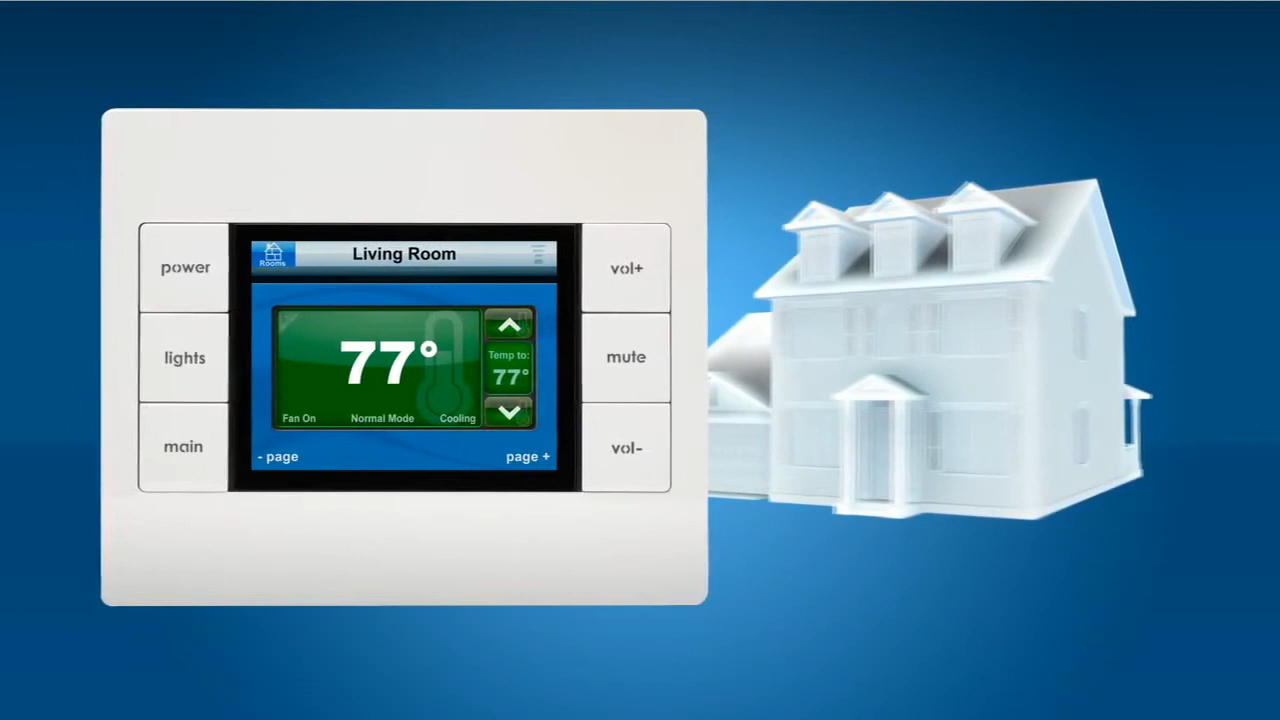 power
lights
main
Rooms
Living Room
77°
Fan On Normal Mode Cooling
Temp to:
77°
- page page +
vol+
mute
vol-